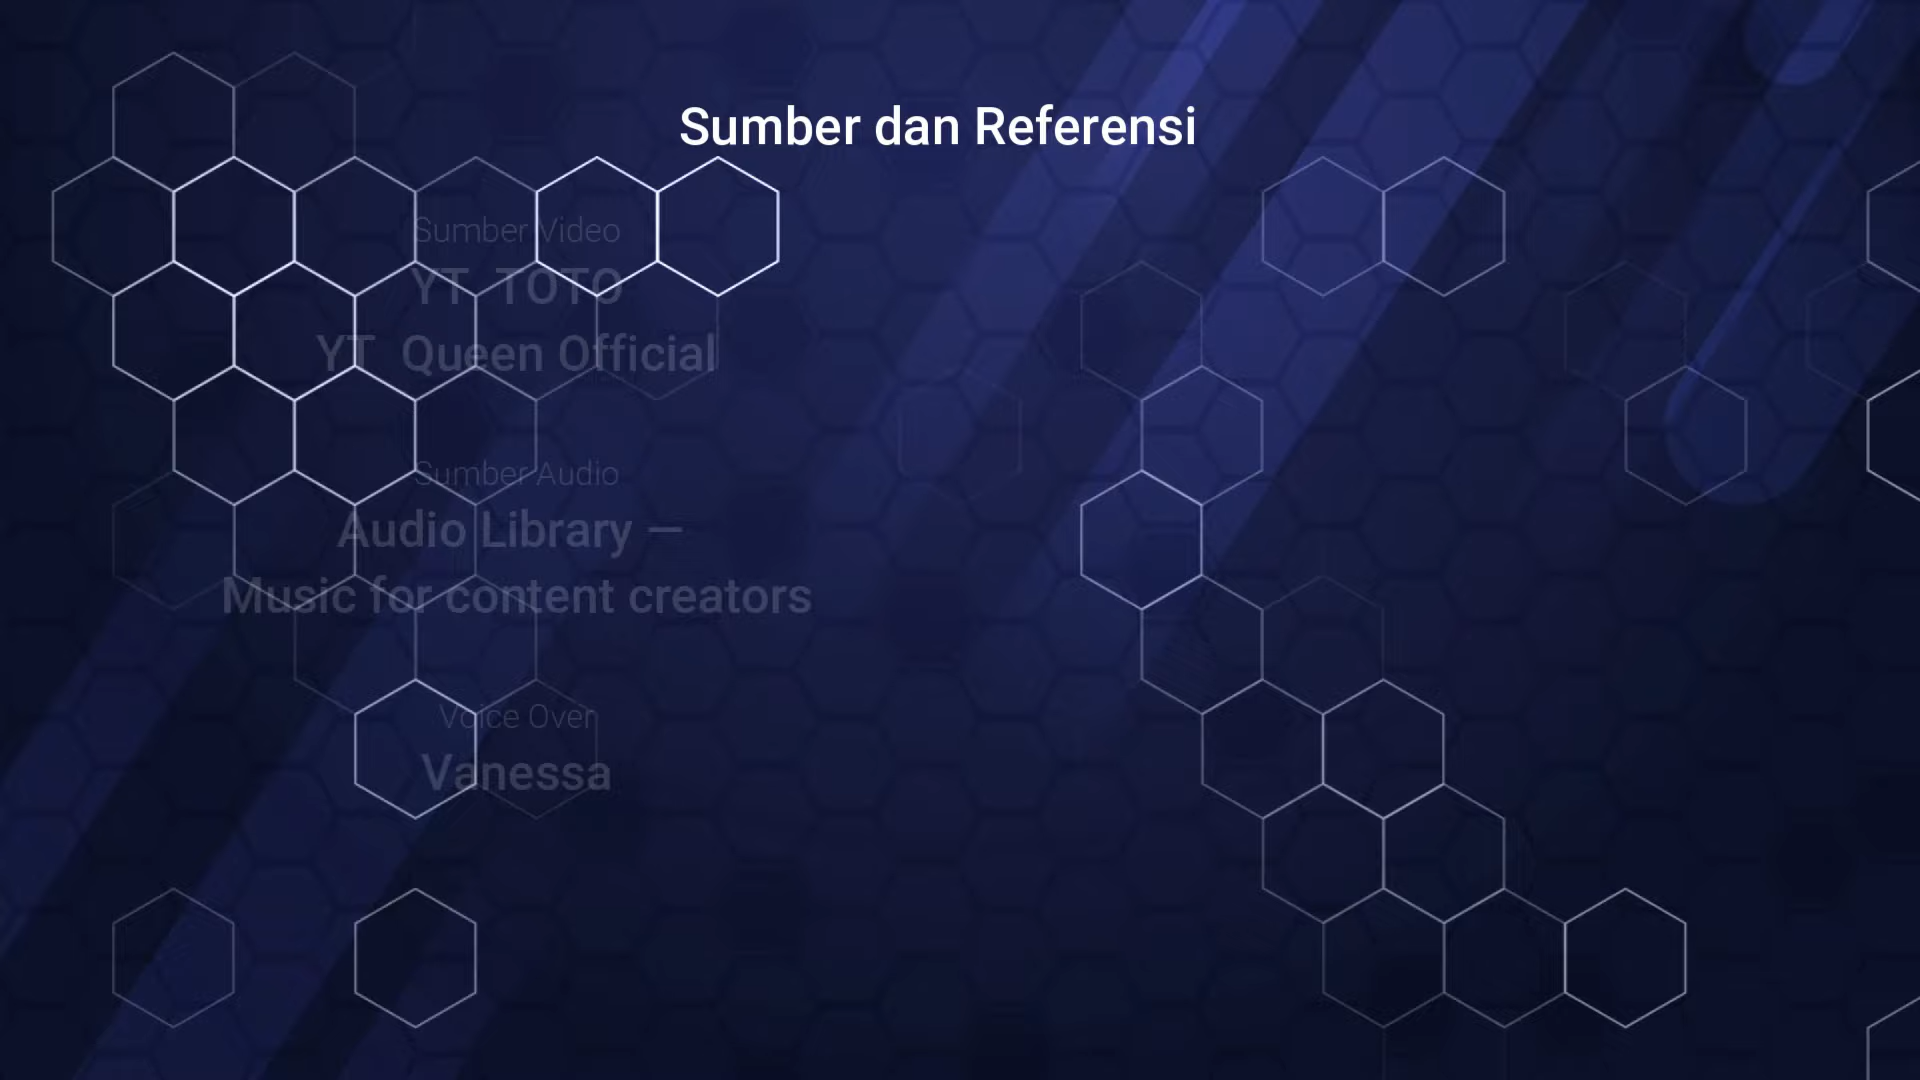 Sumber dan Referensi
Sumber Video
YT TOTO
YT Queen Official
Sumber Audio
Audio Library —
Music for content creators
Voice Over
Vanessa